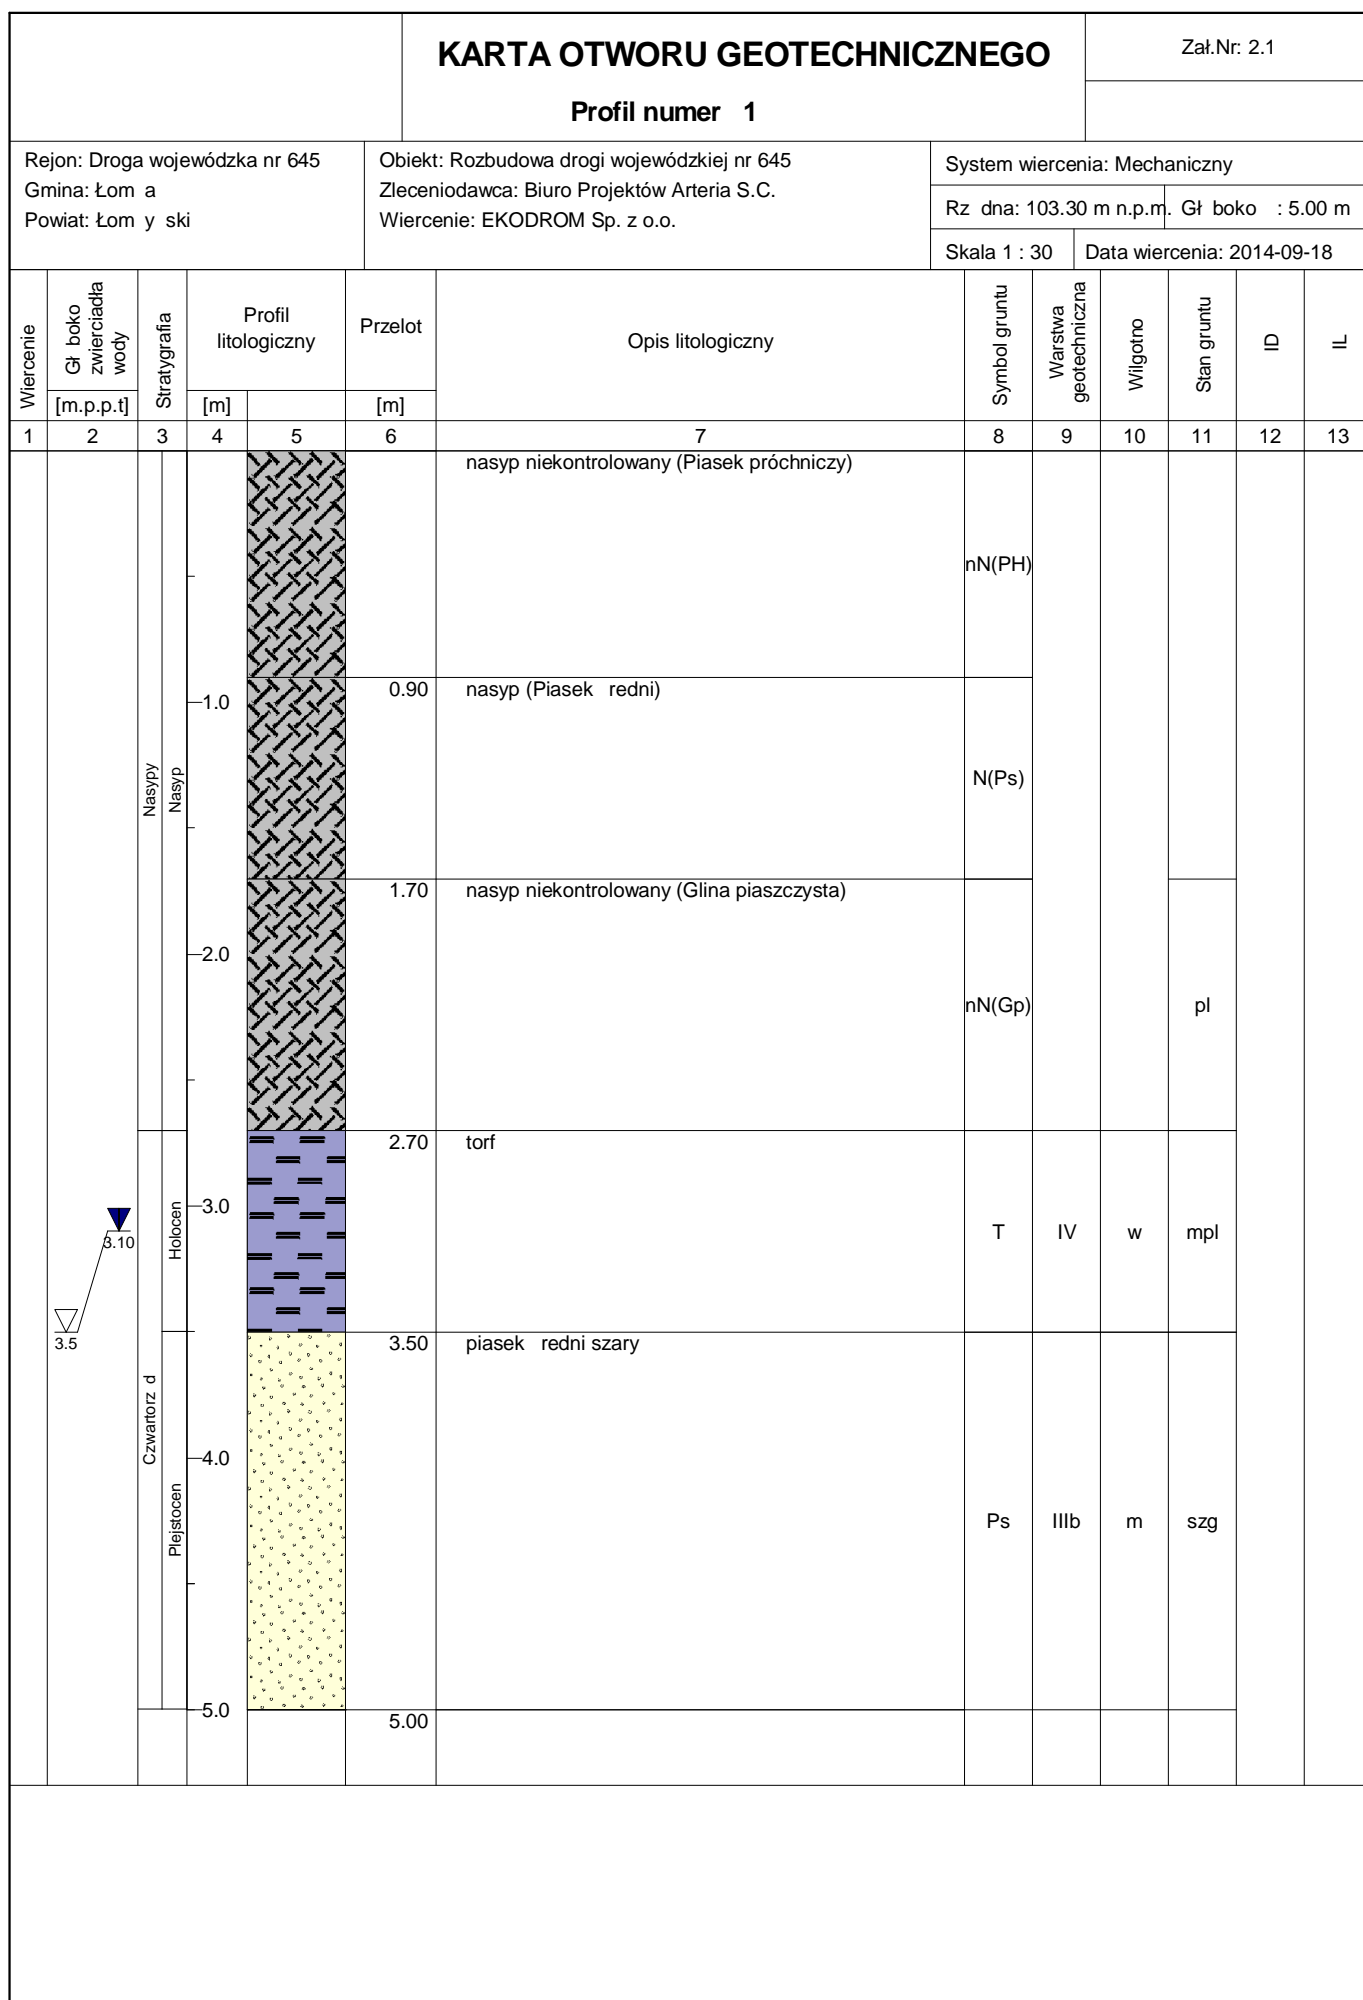 KARTA OTWORU GEOTECHNICZNEGO
Profil numer 1
Zał.Nr: 2.1
Rejon: Droga wojewódzka nr 645
Gmina: Łom a
Powiat: Łom y ski
Obiekt: Rozbudowa drogi wojewódzkiej nr 645
Zleceniodawca: Biuro Projektów Arteria S.C.
Wiercenie: EKODROM Sp. z o.o.
System wiercenia: Mechaniczny
Rz dna: 103.30 m n.p.m. Gł boko : 5.00 m
Skala 1 : 30 Data wiercenia: 2014-09-18
Wiercenie
Gł boko
zwierciadła
wody
[m.p.p.t]
Stratygrafia
Profil
litologiczny
[m]
Przelot
[m]
Opis litologiczny
Symbol gruntu
Warstwa
geotechniczna
Wilgotno
Stan gruntu
ID
IL
1 2 3 4 5 6 7 8 9 10 11 12 13
nasyp niekontrolowany (Piasek próchniczy)
nN(PH)
0.90 nasyp (Piasek redni)
1.0
Nasypy
Nasyp
N(Ps)
1.70 nasyp niekontrolowany (Glina piaszczysta)
2.0
nN(Gp) pl
2.70 torf
3.0
Holocen
3.10
T IV w mpl
3.5
3.50 piasek redni szary
Czwartorz d
4.0
Plejstocen
Ps IIIb m szg
5.0
5.00